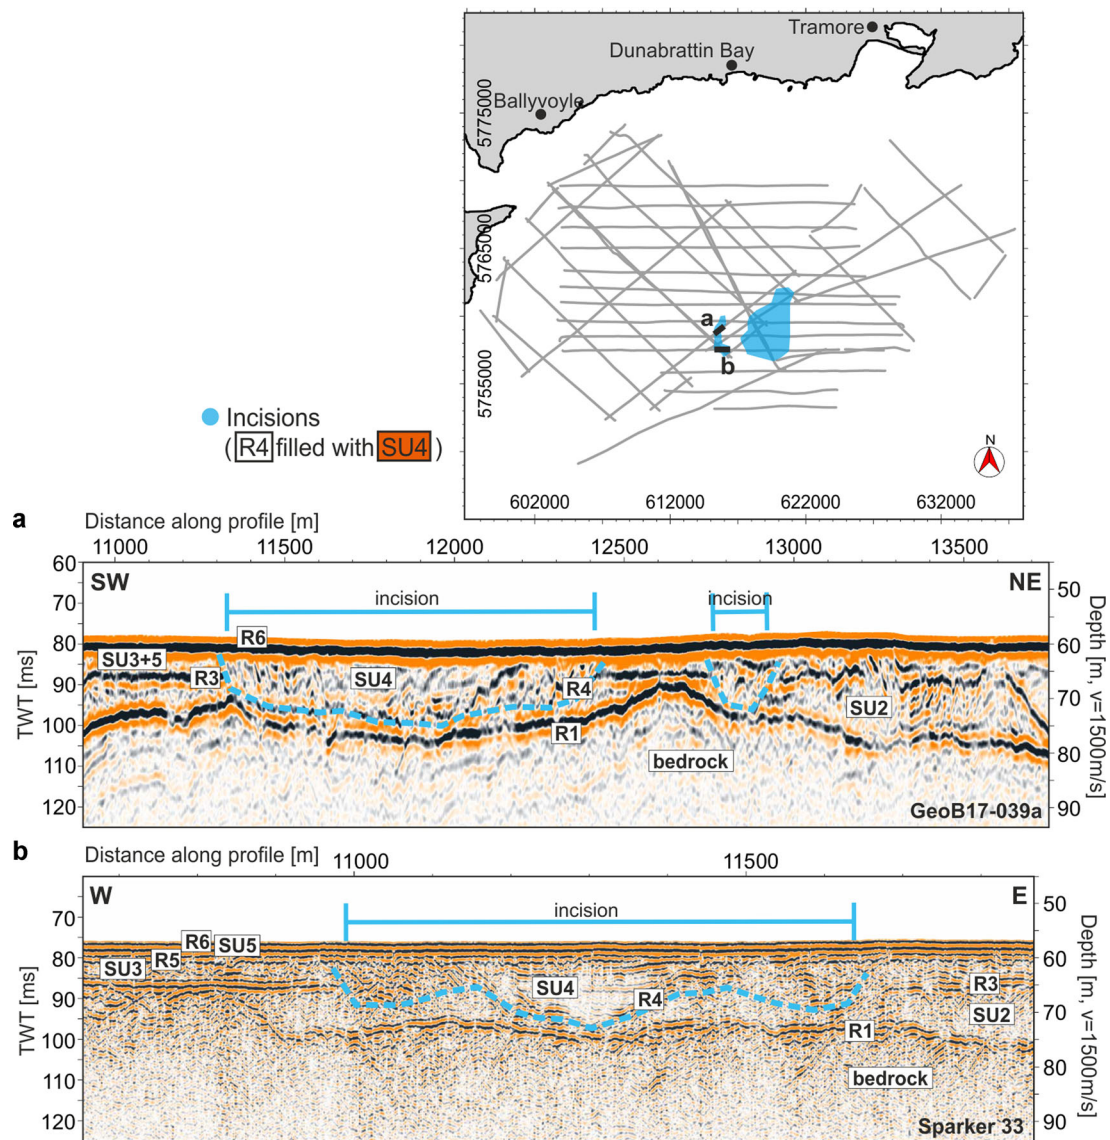 Tramore
Dunabrattin Bay
Ballyvoyle
5775000
5765000
5755000
N
602000 612000 622000 632000
a
b
Incisions
( R4 filled with SU4 )
a
Distance along profile [m]
11000 11500 12000 12500 13000 13500
60
70
80
90
100
110
120
TWT [ms]
SW
NE
incision
incision
R6
SU3+5
R3
SU4
R4
R1
SU2
bedrock
GeoB17-039a
50
60
70
80
90
Depth [m, v=1500m/s]
b
Distance along profile [m]
11000 11500
70
80
90
100
110
120
TWT [ms]
W
E
incision
R6
SU5
R5
SU3
SU4
R4
R3
SU2
R1
bedrock
Sparker 33
50
60
70
80
90
Depth [m, v=1500m/s]